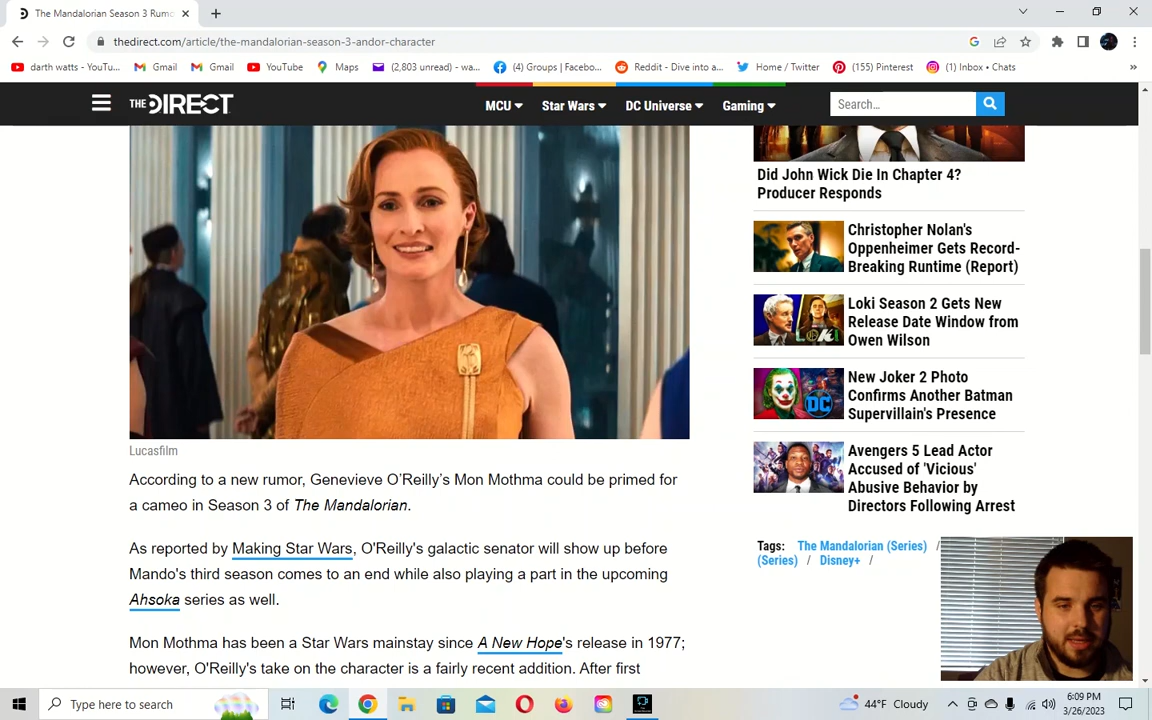 The Mandalorian Season 3 Rumo
thedirect.com/article/the-mandalorian-season-3-andor-character
darth watts - YouTu...
Gmail
Gmail
YouTube
Maps
(2,803 unread) - wa...
(4) Groups | Facebo...
Reddit - Dive into a...
Home / Twitter
(155) Pinterest
(1) Inbox • Chats
»
THE DIRECT
MCU
Star Wars
DC Universe
Gaming
Search...
Lucasfilm
According to a new rumor, Genevieve O'Reilly's Mon Mothma could be primed for
a cameo in Season 3 of The Mandalorian.
As reported by Making Star Wars, O'Reilly's galactic senator will show up before
Mando's third season comes to an end while also playing a part in the upcoming
Ahsoka series as well.
Mon Mothma has been a Star Wars mainstay since A New Hope's release in 1977;
however, O'Reilly's take on the character is a fairly recent addition. After first
Did John Wick Die In Chapter 4?
Producer Responds
Christopher Nolan's
Oppenheimer Gets Record-
Breaking Runtime (Report)
Loki Season 2 Gets New
Release Date Window from
Owen Wilson
LOKI
New Joker 2 Photo
Confirms Another Batman
Supervillain's Presence
DC
Avengers 5 Lead Actor
Accused of 'Vicious'
Abusive Behavior by
Directors Following Arrest
Tags: The Mandalorian (Series) /
(Series) / Disney+ /
Type here to search
44°F Cloudy
6:09 PM
3/26/2023